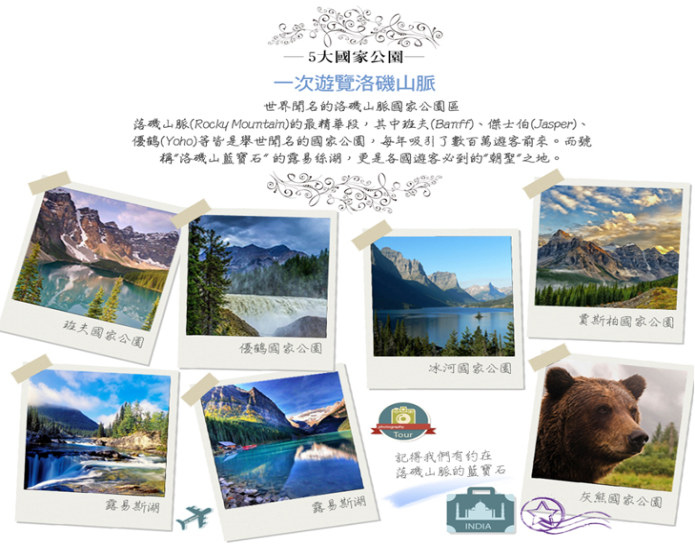 5大國家公園
一次遊覽洛磯山脈
世界聞名的洛磯山脈國家公園區
落磯山脈(Rocky Mountain)的最精華段，其中班夫(Banff)、傑士伯(Jasper)、
優鶴(Yoho)等皆是舉世聞名的國家公園，每年吸引了數百萬遊客前來。而號
稱"洛磯山藍寶石"的露易絲湖，更是各國遊客必到的"朝聖"之地。
班夫國家公園
優鶴國家公園
冰河國家公園
賈斯柏國家公園
露易斯湖
露易斯湖
photography
Tour
記得我們有約在
落磯山脈的藍寶石
INDIA
灰熊國家公園